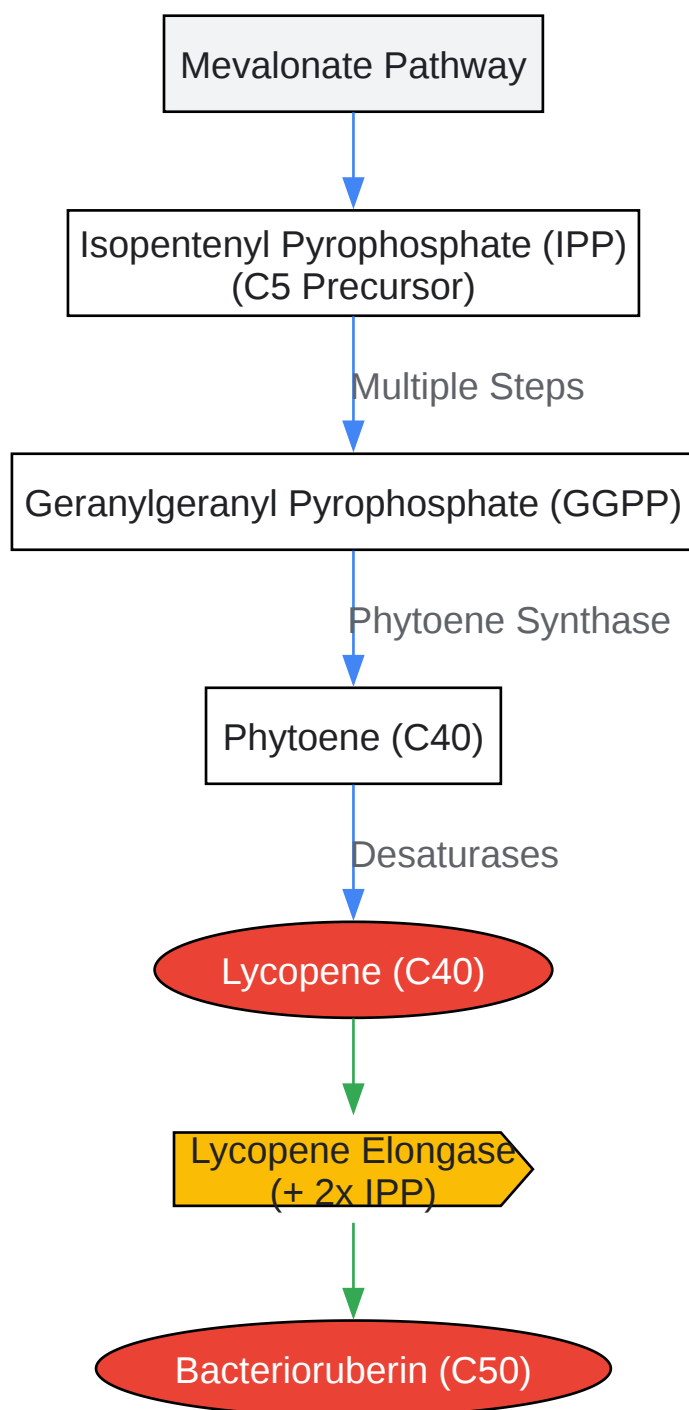 Mevalonate Pathway
Isopentenyl Pyrophosphate (IPP)
(C5 Precursor)
Multiple Steps
Geranylgeranyl Pyrophosphate (GGPP)
Phytoene Synthase
Phytoene (C40)
Desaturases
Lycopene (C40)
Lycopene Elongase
(+ 2x IPP)
Bacterioruberin (C50)